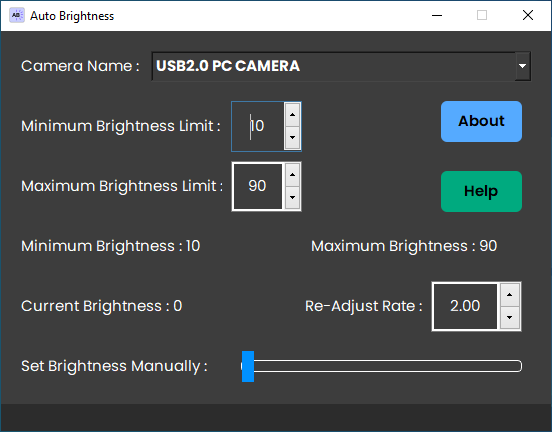 AB
Auto Brightness
Camera Name : USB2.0 PC CAMERA
Minimum Brightness Limit : 10
About
Maximum Brightness Limit : 90
Help
Minimum Brightness : 10
Maximum Brightness : 90
Current Brightness : 0
Re-Adjust Rate : 2.00
Set Brightness Manually :